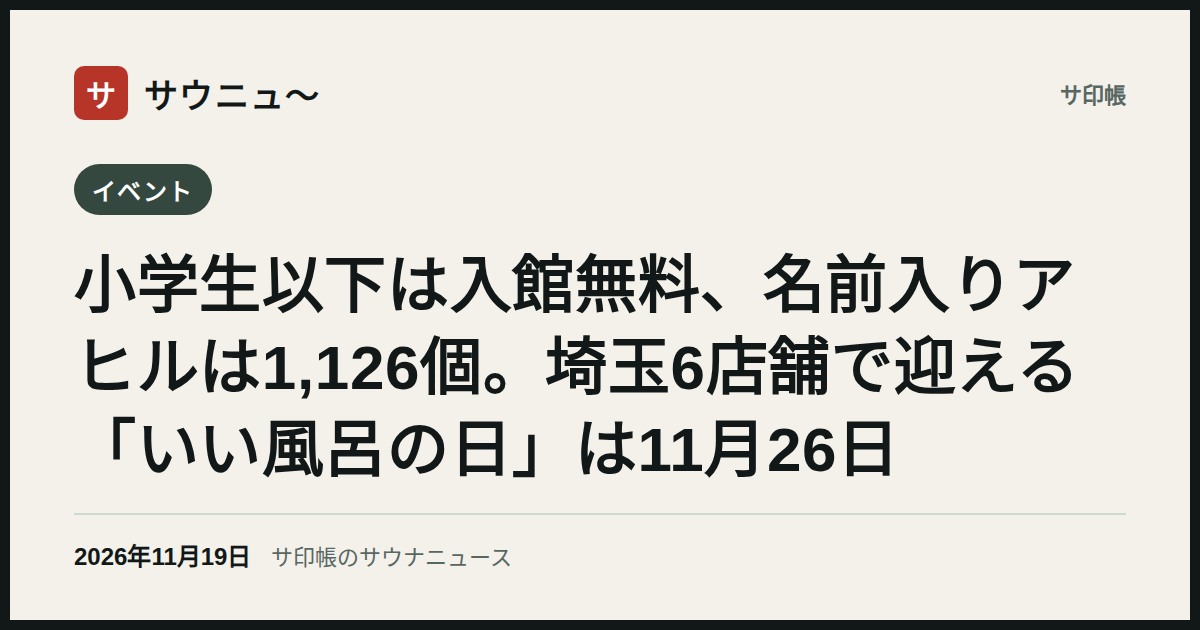 サ サウニュ〜
サ印帳
イベント
小学生以下は入館無料、名前入りア
ヒルは1,126個。埼玉6店舗で迎える
「いい風呂の日」は11月26日
2026年11月19日 サ印帳のサウナニュース